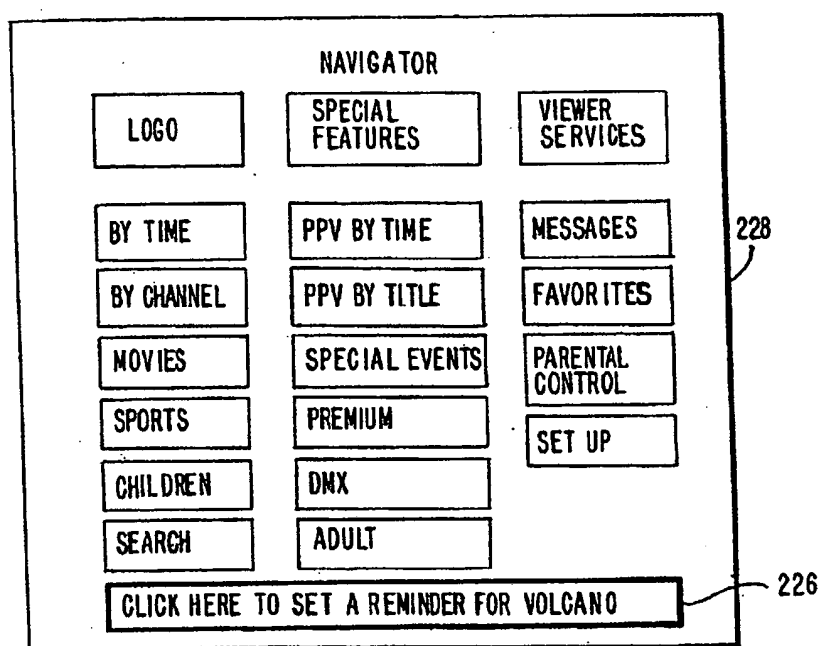 NAVIGATOR
LOGO
SPECIAL
FEATURES
VIEWER
SERVICES
BY TIME
PPV BY TIME
MESSAGES
228
BY CHANNEL
PPV BY TITLE
FAVORITES
MOVIES
SPECIAL EVENTS
PARENTAL
CONTROL
SPORTS
PREMIUM
SET UP
CHILDREN
DMX
SEARCH
ADULT
CLICK HERE TO SET A REMINDER FOR VOLCANO
226